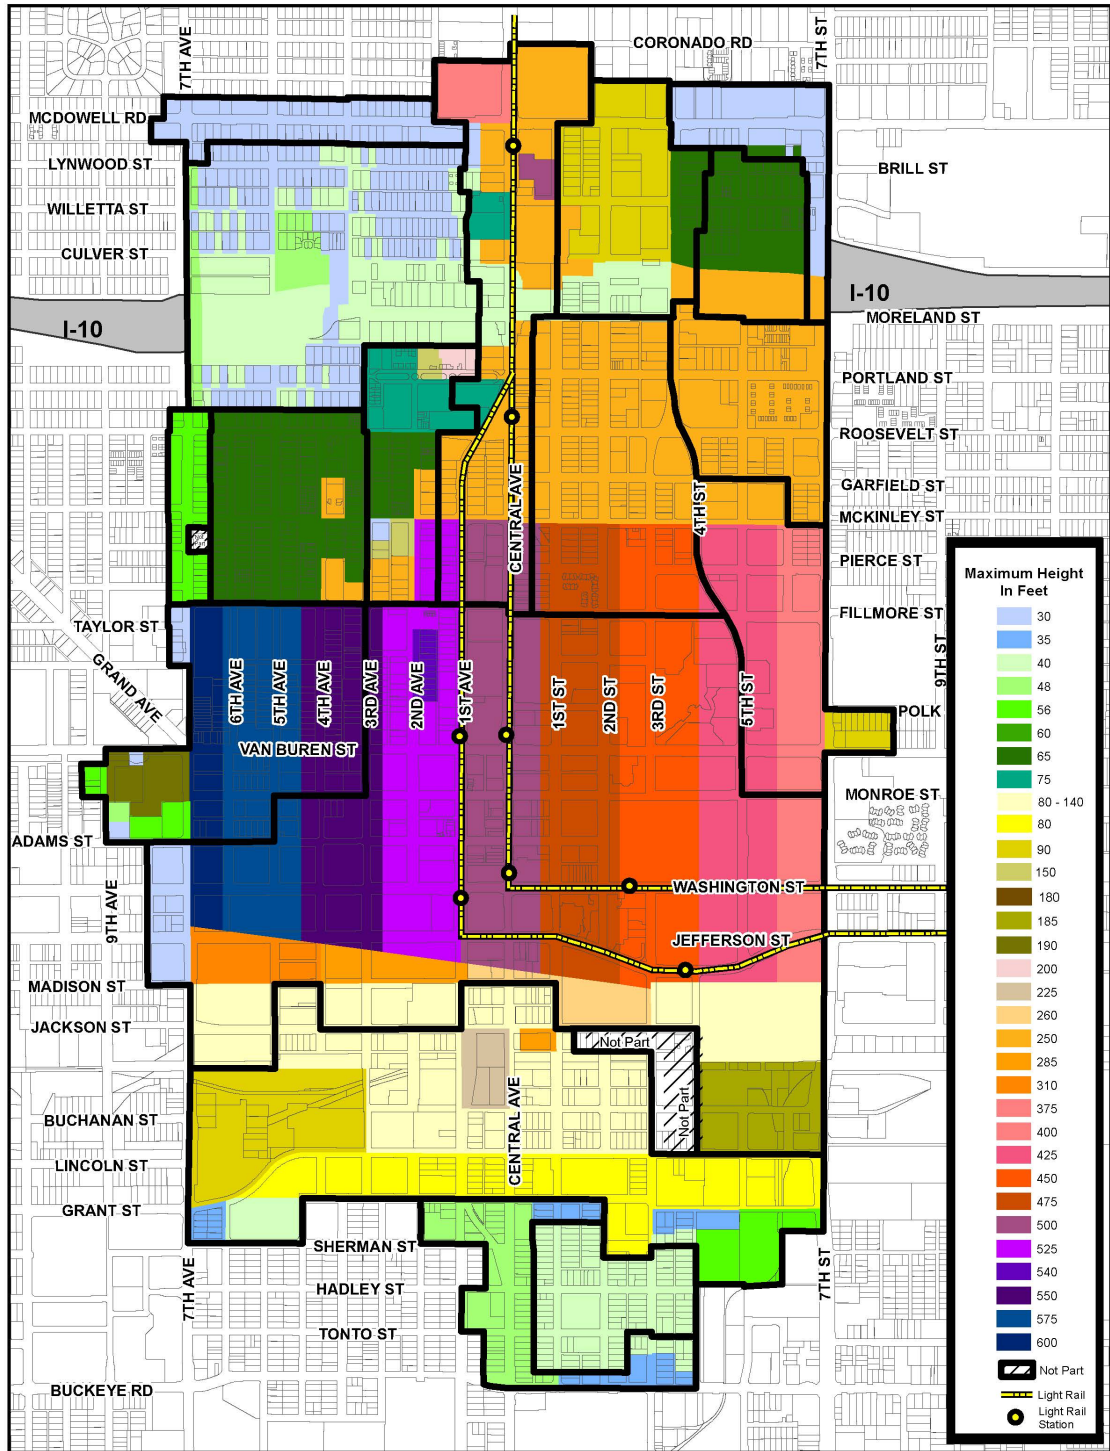 CORONADO RD
7TH AVE
7TH ST
MCDOWELL RD
LYNWOOD ST
BRILL ST
WILLETTA ST
CULVER ST
I-10
I-10
MORELAND ST
PORTLAND ST
ROOSEVELT ST
GARFIELD ST
MCKINLEY ST
PIERCE ST
FILLMORE ST
CENTRAL AVE
4TH ST
Not
Part
TAYLOR ST
GRAND AVE
6TH AVE
5TH AVE
4TH AVE
3RD AVE
2ND AVE
1ST AVE
1ST ST
2ND ST
3RD ST
5TH ST
9TH ST
POLK
VAN BUREN ST
MONROE ST
ADAMS ST
9TH AVE
WASHINGTON ST
JEFFERSON ST
MADISON ST
JACKSON ST
Not Part
Not Part
CENTRAL AVE
BUCHANAN ST
LINCOLN ST
GRANT ST
SHERMAN ST
HADLEY ST
TONTO ST
7TH AVE
7TH ST
BUCKEYE RD
Maximum Height
In Feet
30
35
40
48
56
60
65
75
80 - 140
80
90
150
180
185
190
200
225
260
250
285
310
375
400
425
450
475
500
525
540
550
575
600
Not Part
Light Rail
Light Rail
Station